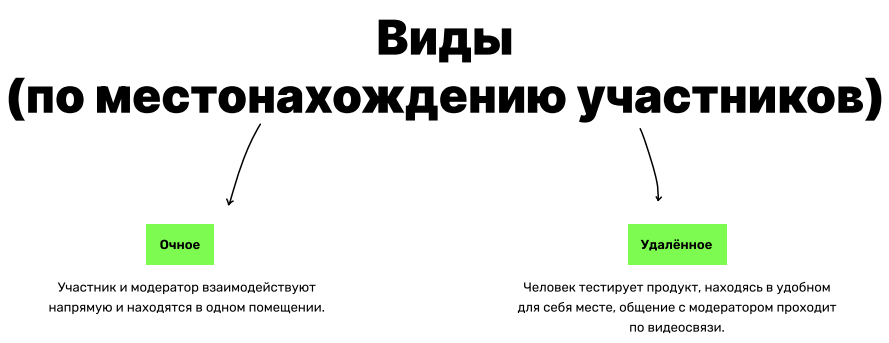 Виды
(по местонахождению участников)
Очное
Участник и модератор взаимодействуют
напрямую и находятся в одном помещении.
Удалённое
Человек тестирует продукт, находясь в удобном
для себя месте, общение с модератором проходит
по видеосвязи.